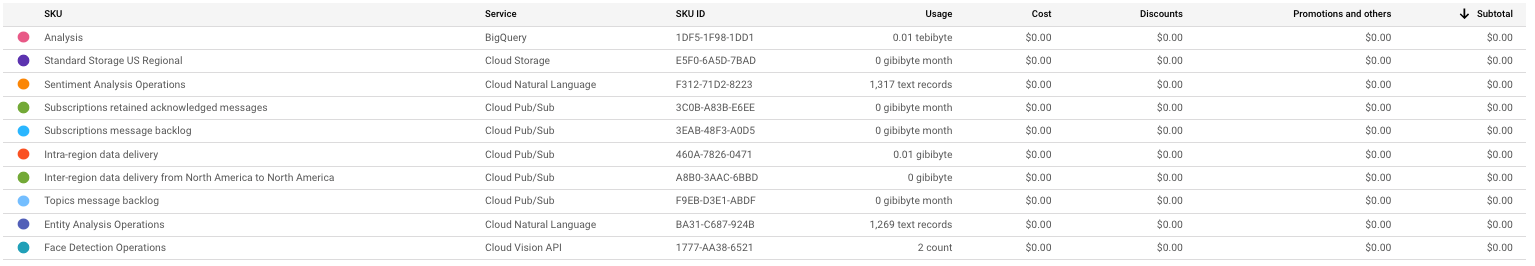 SKU Service SKU ID Usage Cost Discounts Promotions and others Subtotal
Analysis BigQuery 1DF5-1F98-1DD1 0.01 tebibyte $0.00 $0.00 $0.00 $0.00
Standard Storage US Regional Cloud Storage E5F0-6A5D-7BAD 0 gibibyte month $0.00 $0.00 $0.00 $0.00
Sentiment Analysis Operations Cloud Natural Language F312-71D2-8223 1,317 text records $0.00 $0.00 $0.00 $0.00
Subscriptions retained acknowledged messages Cloud Pub/Sub 3C0B-A83B-E6EE 0 gibibyte month $0.00 $0.00 $0.00 $0.00
Subscriptions message backlog Cloud Pub/Sub 3EAB-48F3-A0D5 0 gibibyte month $0.00 $0.00 $0.00 $0.00
Intra-region data delivery Cloud Pub/Sub 460A-7826-0471 0.01 gibibyte $0.00 $0.00 $0.00 $0.00
Inter-region data delivery from North America to North America Cloud Pub/Sub A8B0-3AAC-6BBD 0 gibibyte $0.00 $0.00 $0.00 $0.00
Topics message backlog Cloud Pub/Sub F9EB-D3E1-ABDF 0 gibibyte month $0.00 $0.00 $0.00 $0.00
Entity Analysis Operations Cloud Natural Language BA31-C687-924B 1,269 text records $0.00 $0.00 $0.00 $0.00
Face Detection Operations Cloud Vision API 1777-AA38-6521 2 count $0.00 $0.00 $0.00 $0.00